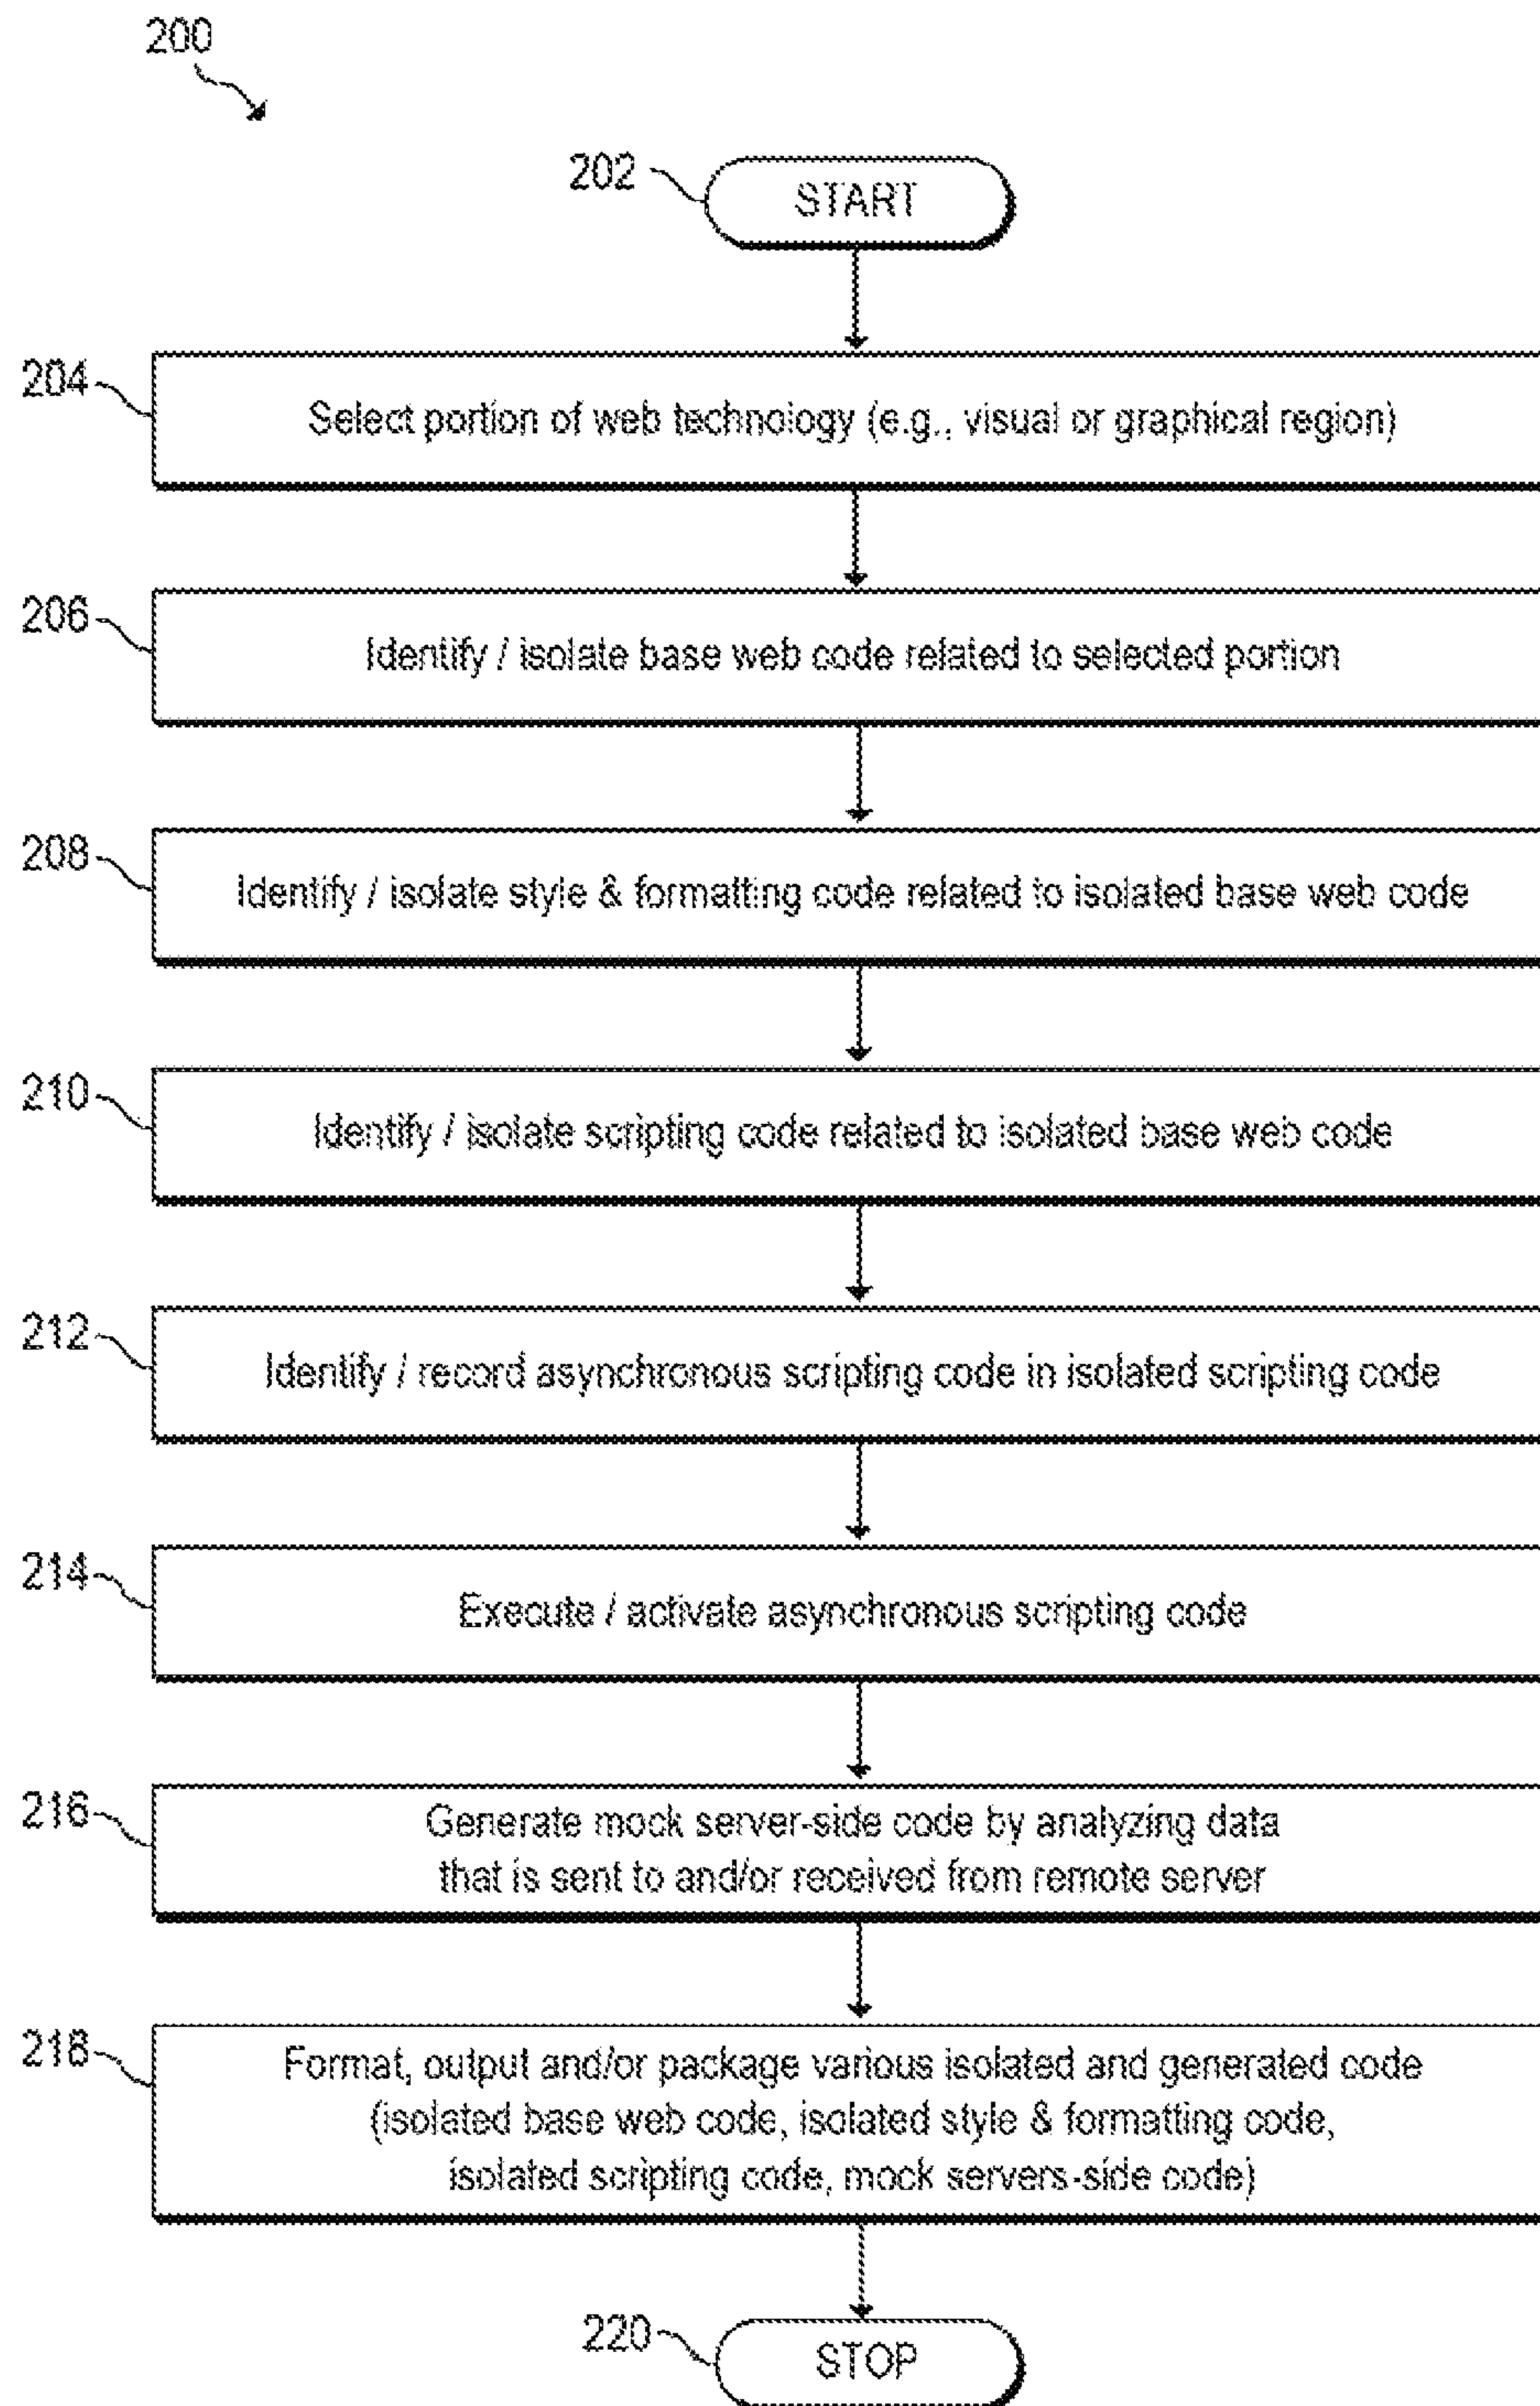 200
202
START
204
Select portion of web technology (e.g., visual or graphical region)
206
Identify / isolate base web code related to selected portion
208
Identify / isolate style & formatting code related to isolated base web code
210
Identify / isolate scripting code related to isolated base web code
212
Identify / record asynchronous scripting code in isolated scripting code
214
Execute / activate asynchronous scripting code
216
Generate mock server-side code by analyzing data
that is sent to and/or received from remote server
218
Format, output and/or package various isolated and generated code
(isolated base web code, isolated style & formatting code,
isolated scripting code, mock servers-side code)
220
STOP